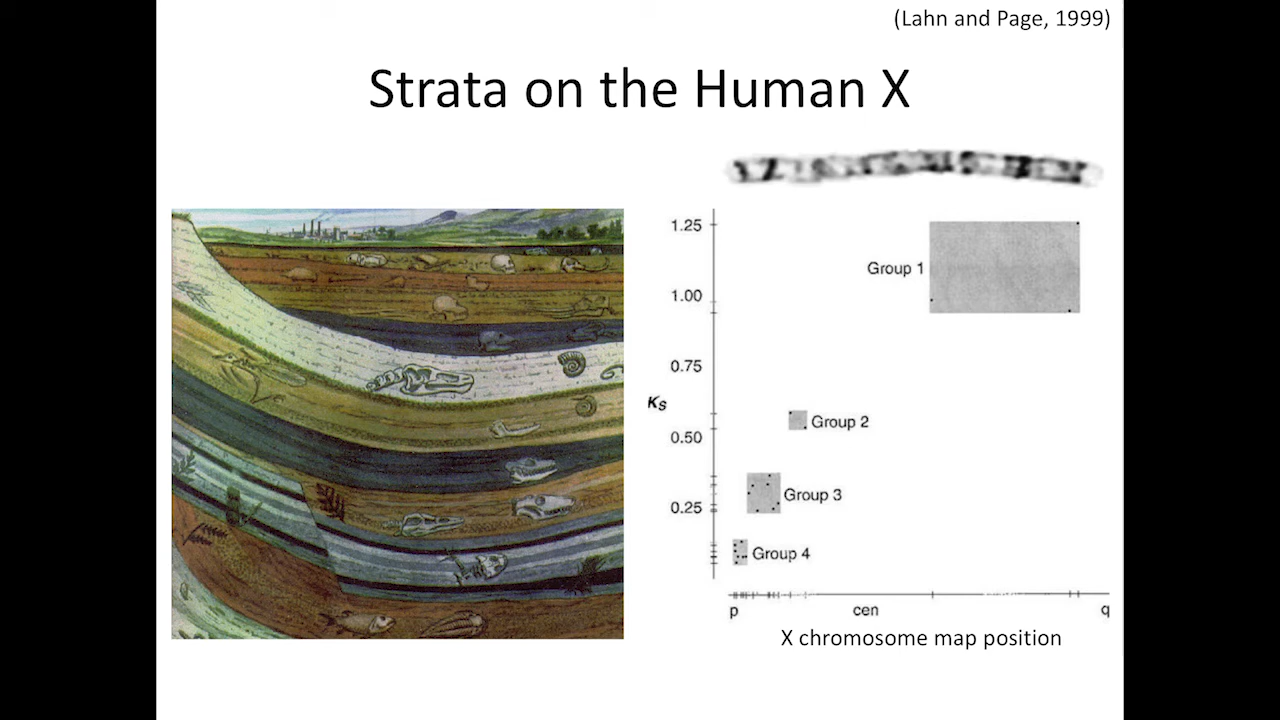 (Lahn and Page, 1999)
Strata on the Human X
1.25
Group 1
1.00
0.75
KS
Group 2
0.50
Group 3
0.25
Group 4
p cen q
X chromosome map position